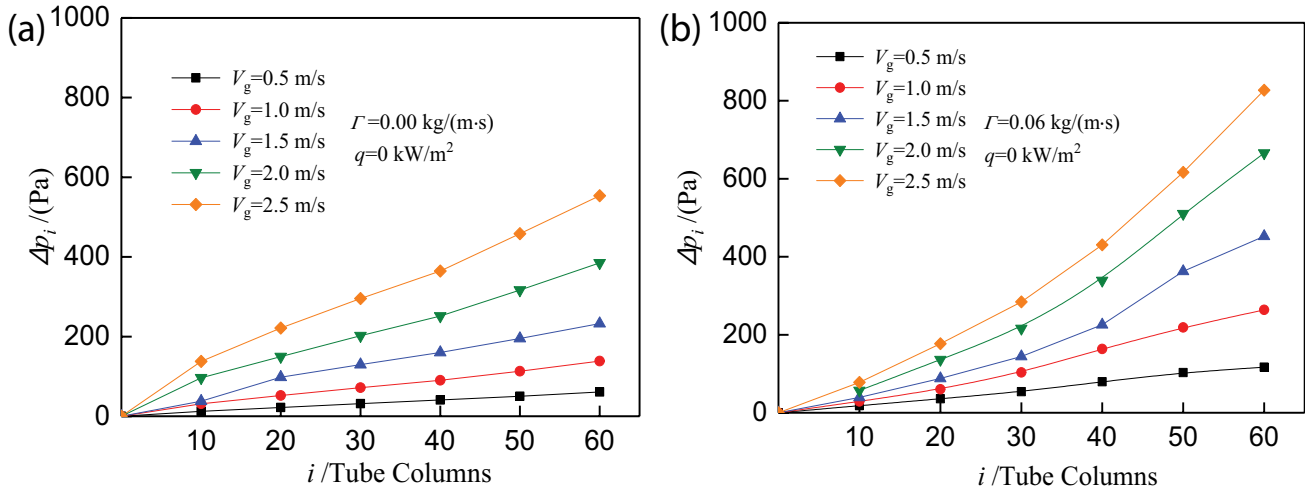 (a)
1000
800
600
400
200
0
Δp_i /(Pa)
V_g=0.5 m/s
V_g=1.0 m/s
V_g=1.5 m/s
V_g=2.0 m/s
V_g=2.5 m/s
Γ=0.00 kg/(m·s)
q=0 kW/m²
10 20 30 40 50 60
i /Tube Columns
(b)
1000
800
600
400
200
0
Δp_i /(Pa)
V_g=0.5 m/s
V_g=1.0 m/s
V_g=1.5 m/s
V_g=2.0 m/s
V_g=2.5 m/s
Γ=0.06 kg/(m·s)
q=0 kW/m²
10 20 30 40 50 60
i /Tube Columns